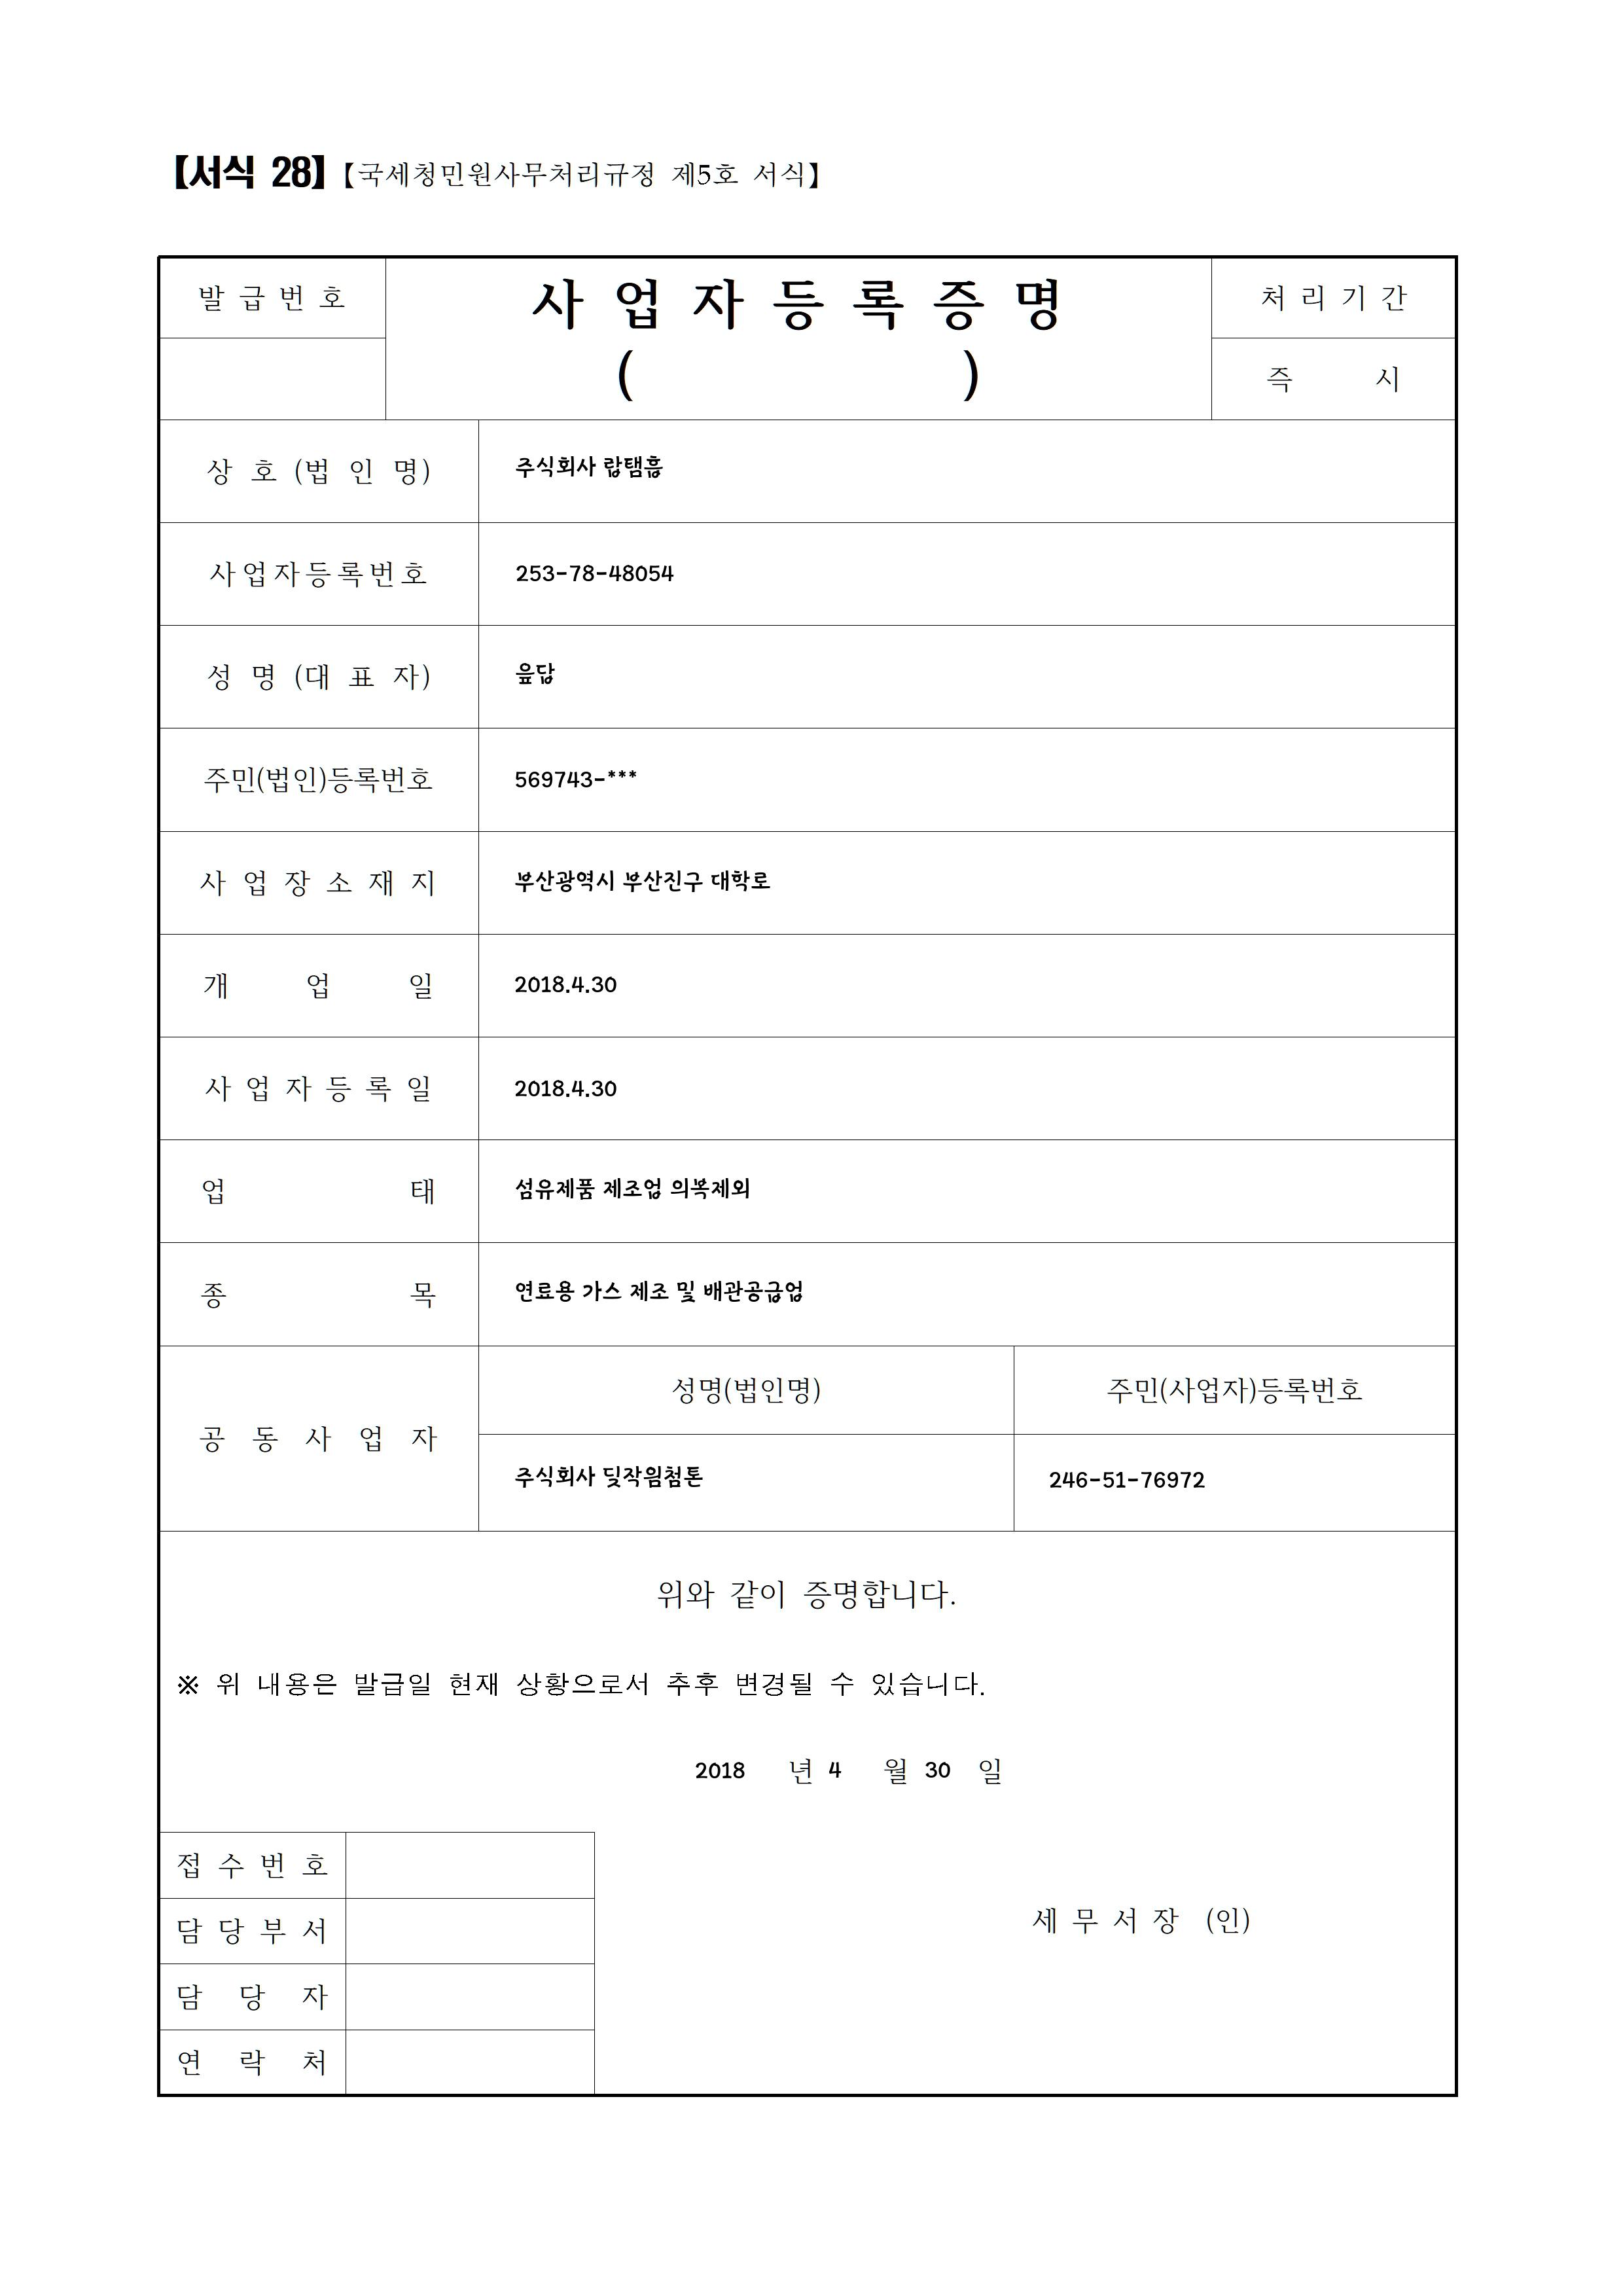 【서식 28】【국세청민원사무처리규정 제5호 서식】
발급번호
사업자등록증명
( )
처리기간
즉 시
상 호 (법 인 명)
주식회사
사업자등록번호
253-78-48054
성 명 (대 표 자)
주민(법인)등록번호
569743-***
사업장소재지
부산광역시 부산진구 대학로
개 업 일
2018.4.30
사업자등록일
2018.4.30
업 태
섬유제품 제조업 의복제외
종 목
연료용 가스 제조 및 배관공급업
공동사업자
성명(법인명)
주민(사업자)등록번호
주식회사
246-51-76972
위와 같이 증명합니다.
※ 위 내용은 발급일 현재 상황으로서 추후 변경될 수 있습니다.
2018 년 4 월 30 일
접수번호
담당부서
담 당 자
연 락 처
세무서장 (인)